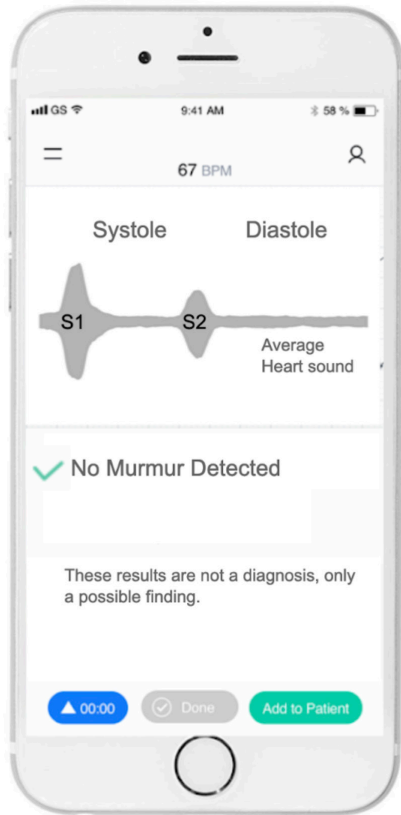 GS 9:41 AM 58 %
67 BPM
Systole Diastole
S1 S2
Average
Heart sound
No Murmur Detected
These results are not a diagnosis, only
a possible finding.
00:00 Done Add to Patient